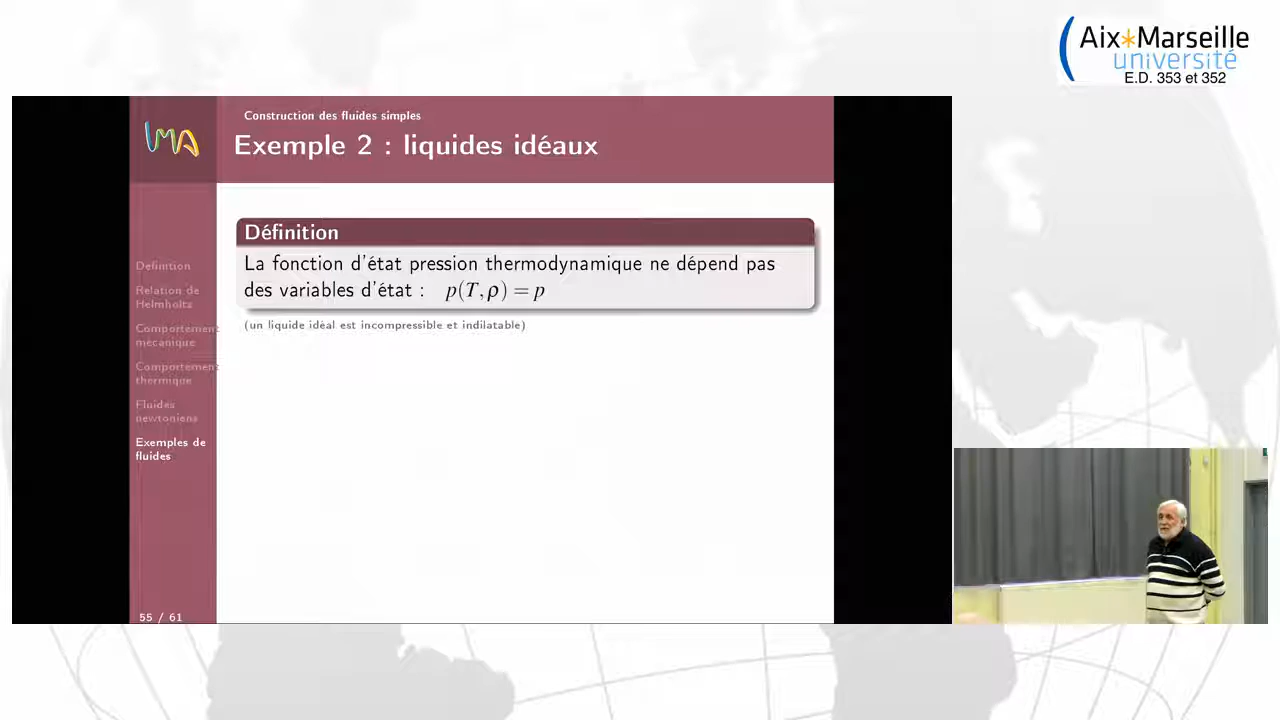 Aix*Marseille
université
E.D. 353 et 352
LMA
Construction des fluides simples
Exemple 2 : liquides idéaux
Définition
La fonction d'état pression thermodynamique ne dépend pas
des variables d'état : p(T,ρ) = p
(un liquide idéal est incompressible et indilatable)
Définition
Relation de
Helmholtz
Comportement
mécanique
Comportement
thermique
Fluides
newtoniens
Exemples de
fluides
55 / 61